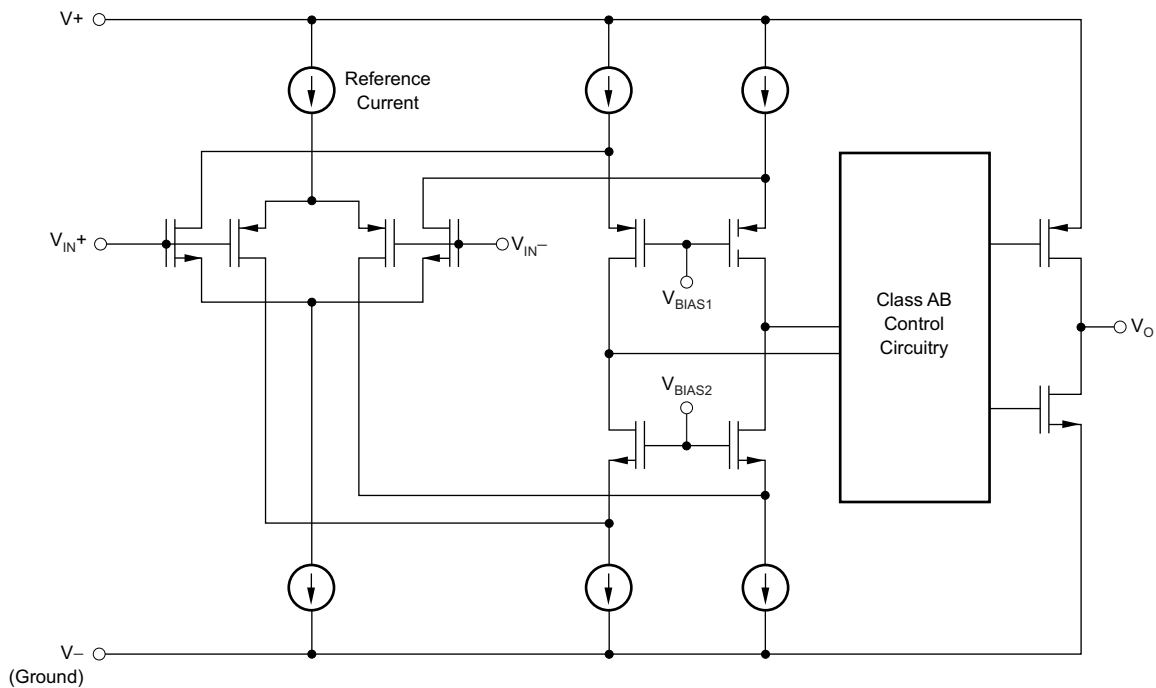 V+
Reference
Current
V_IN+
V_IN−
V_BIAS1
Class AB
Control
Circuitry
V_O
V_BIAS2
V−
(Ground)